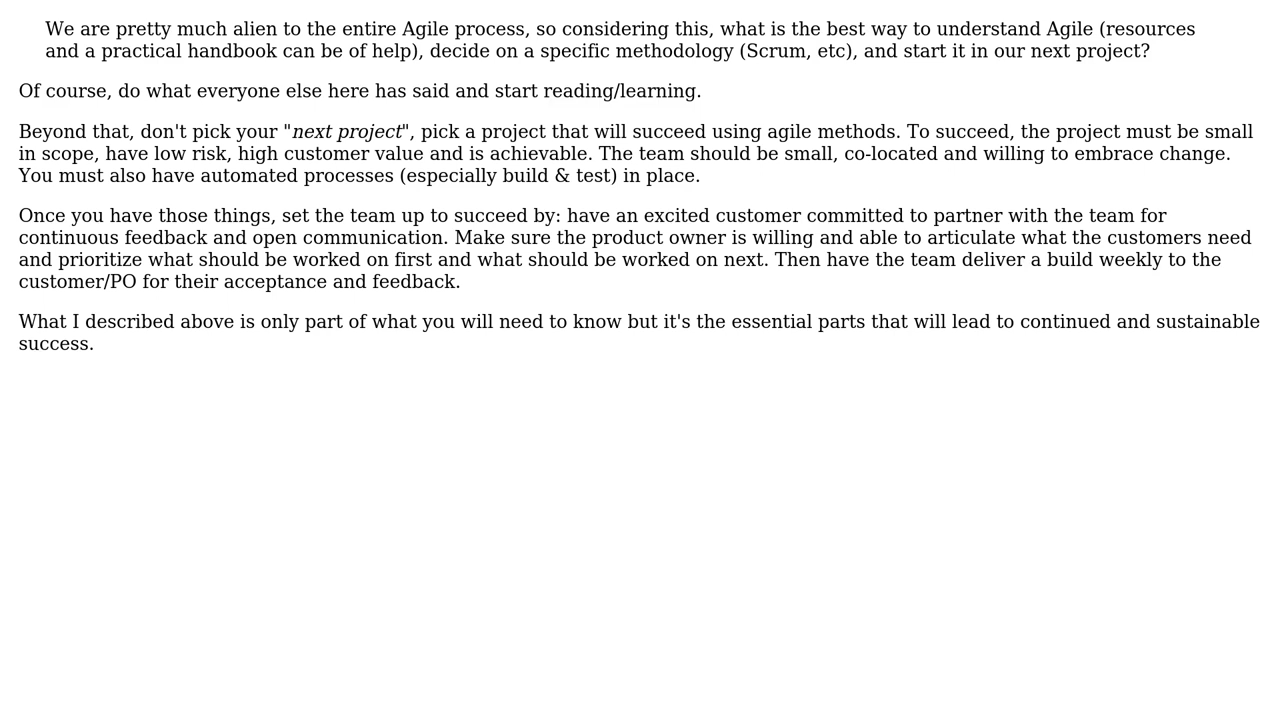 We are pretty much alien to the entire Agile process, so considering this, what is the best way to understand Agile (resources
and a practical handbook can be of help), decide on a specific methodology (Scrum, etc), and start it in our next project?
Of course, do what everyone else here has said and start reading/learning.
Beyond that, don't pick your "next project", pick a project that will succeed using agile methods. To succeed, the project must be small
in scope, have low risk, high customer value and is achievable. The team should be small, co-located and willing to embrace change.
You must also have automated processes (especially build & test) in place.
Once you have those things, set the team up to succeed by: have an excited customer committed to partner with the team for
continuous feedback and open communication. Make sure the product owner is willing and able to articulate what the customers need
and prioritize what should be worked on first and what should be worked on next. Then have the team deliver a build weekly to the
customer/PO for their acceptance and feedback.
What I described above is only part of what you will need to know but it's the essential parts that will lead to continued and sustainable
success.